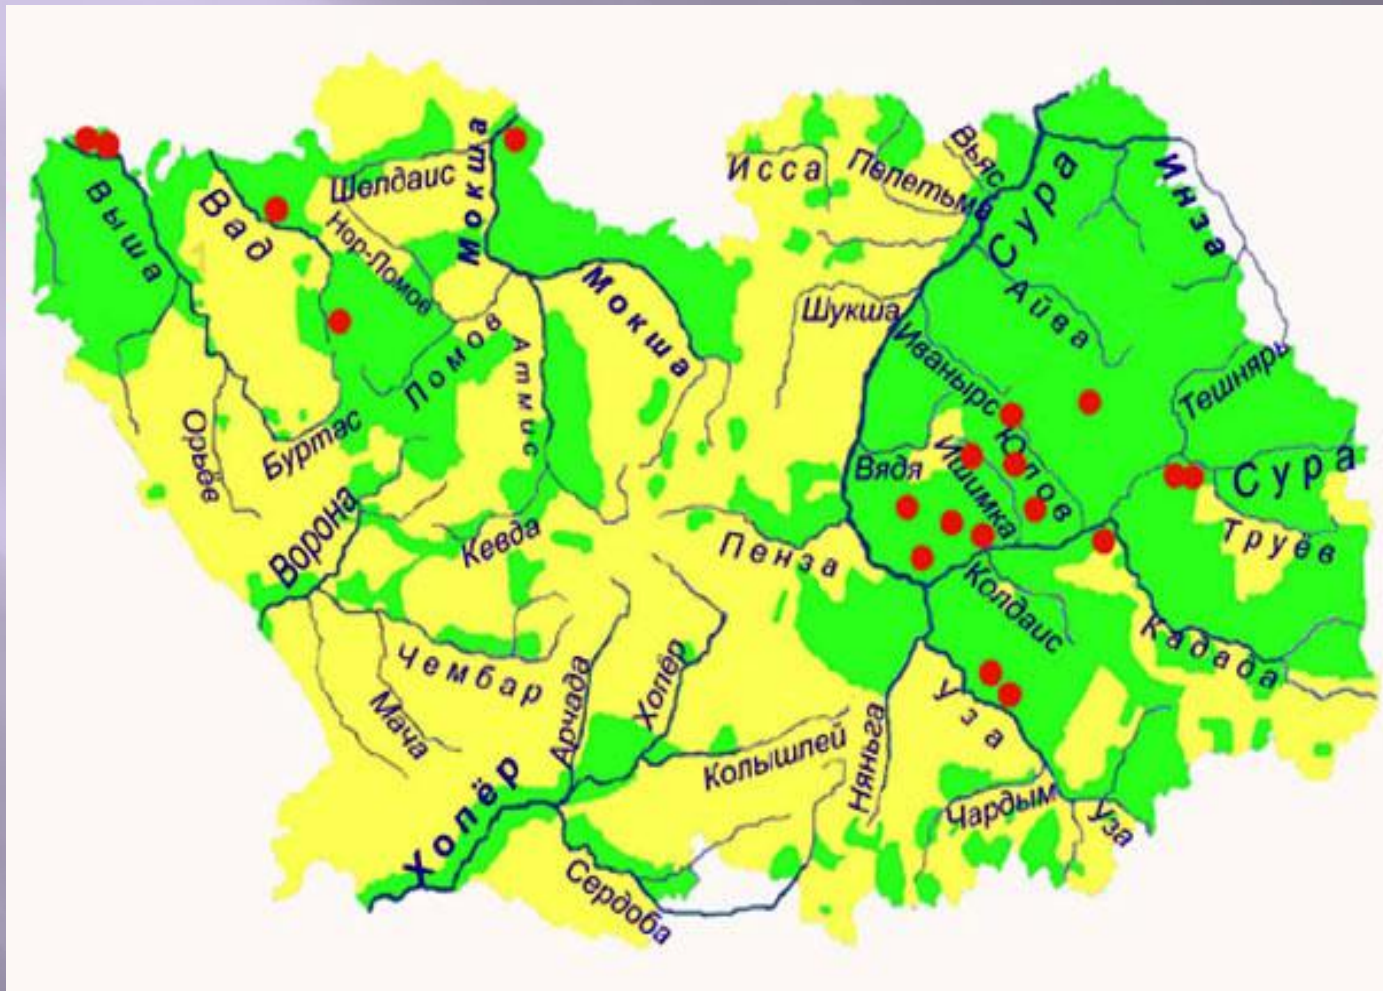 Выша
Вад
Шелдаис
Мокша
Нор-Ломов
Исса
Пелетьма
Вьяс
Сура
Инза
Айва
Мокша
Шукша
Иванырс
Тешнярь
Ломов
Атмис
Орьёв
Буртас
Вядя
Ишимка
Юлов
Сура
Труёв
Ворона
Кевда
Пенза
Колдаис
Кадада
Чембар
Мача
Арчада
Хопёр
Колышлей
Няньга
Уза
Чардым
Уза
Хопёр
Сердоба